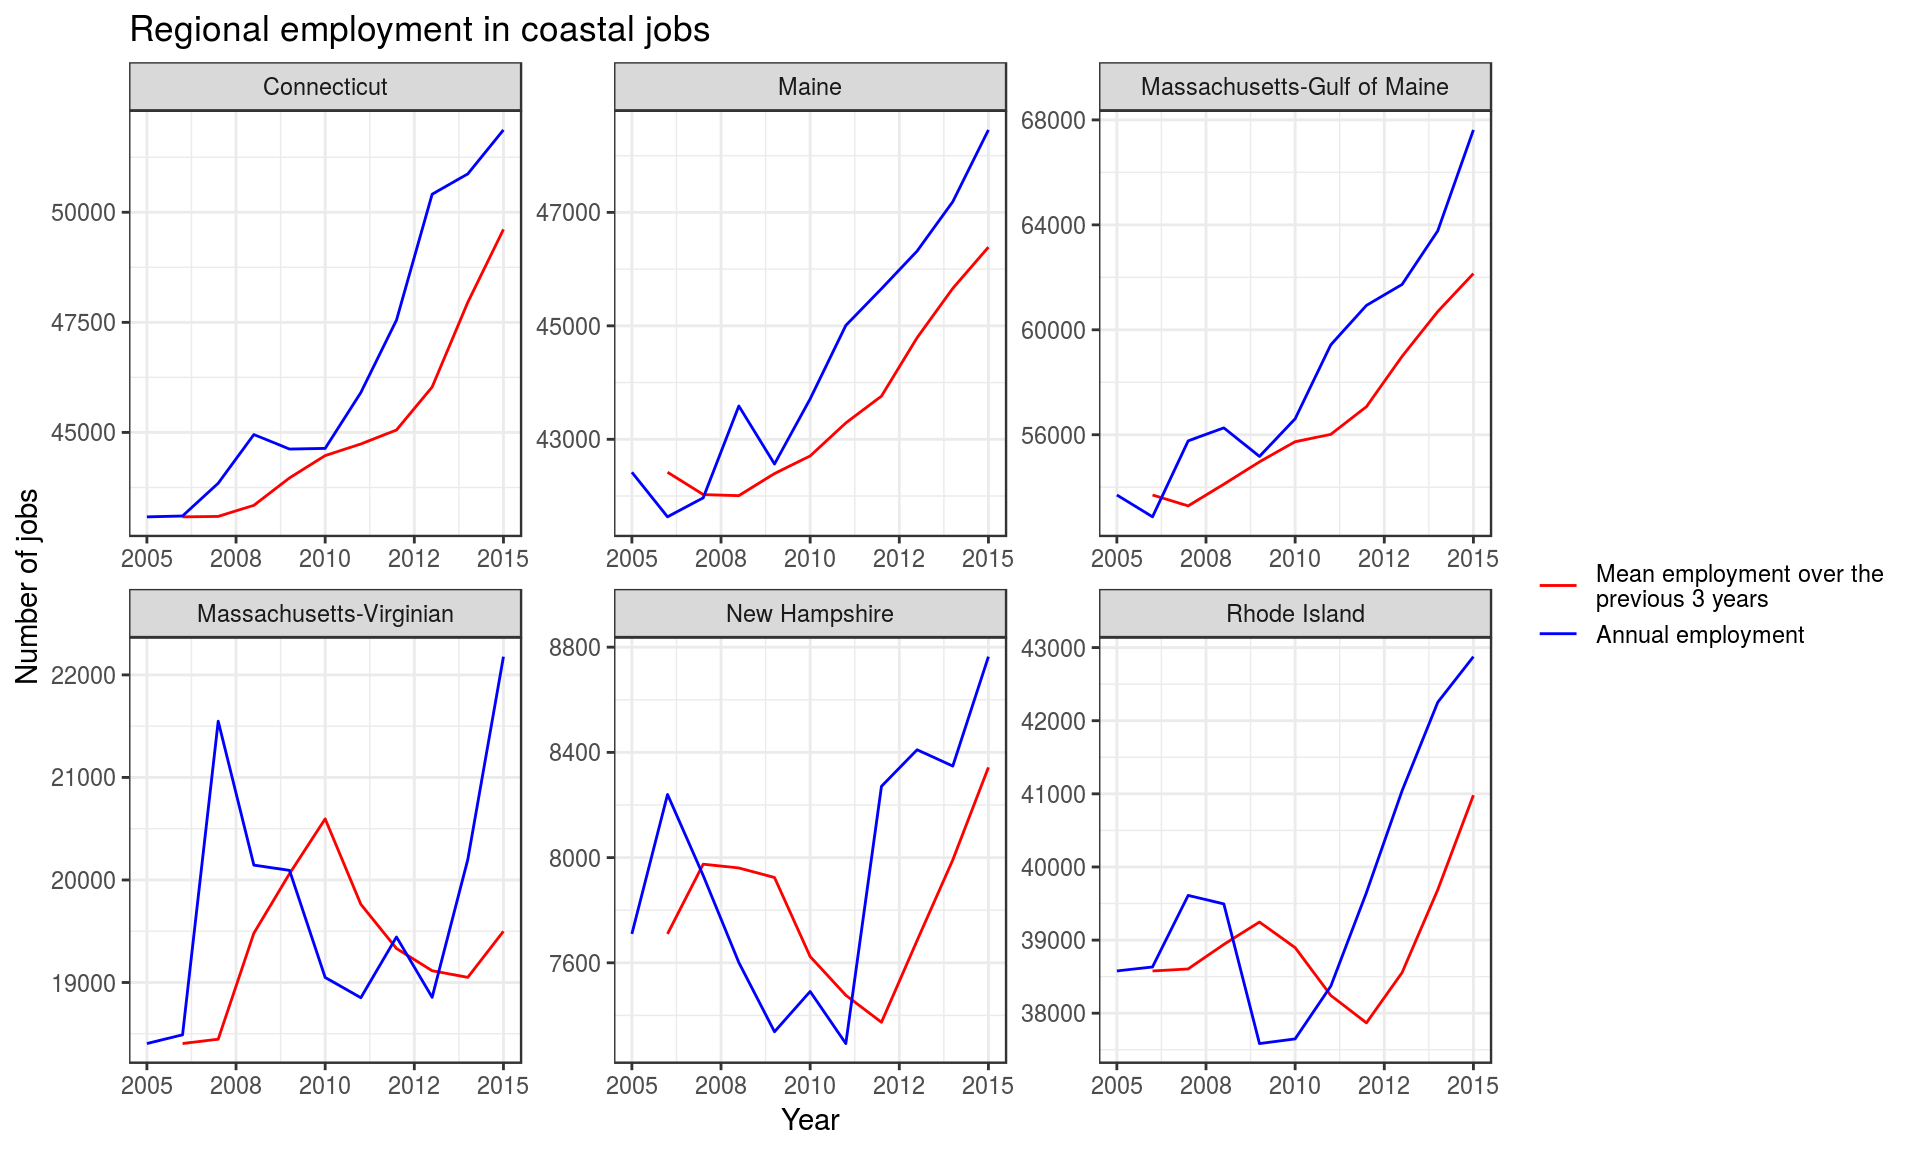 Regional employment in coastal jobs
Connecticut
Maine
Massachusetts-Gulf of Maine
50000
47500
45000
2005 2008 2010 2012 2015
47000
45000
43000
2005 2008 2010 2012 2015
68000
64000
60000
56000
2005 2008 2010 2012 2015
Number of jobs
Massachusetts-Virginian
New Hampshire
Rhode Island
22000
21000
20000
19000
2005 2008 2010 2012 2015
8800
8400
8000
7600
2005 2008 2010 2012 2015
43000
42000
41000
40000
39000
38000
2005 2008 2010 2012 2015
Year
Mean employment over the
previous 3 years
Annual employment